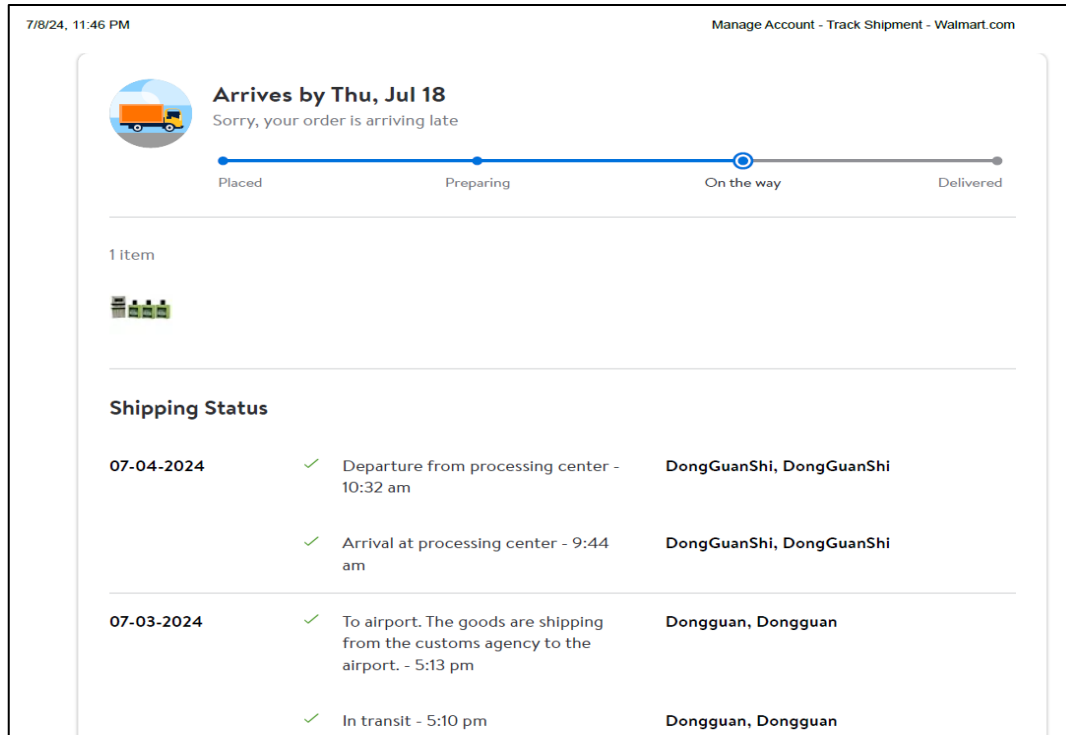 7/8/24, 11:46 PM
Manage Account - Track Shipment - Walmart.com
Arrives by Thu, Jul 18
Sorry, your order is arriving late
Placed
Preparing
On the way
Delivered
1 item
Shipping Status
07-04-2024
Departure from processing center -
10:32 am
DongGuanShi, DongGuanShi
Arrival at processing center - 9:44
am
DongGuanShi, DongGuanShi
07-03-2024
To airport. The goods are shipping
from the customs agency to the
airport. - 5:13 pm
Dongguan, Dongguan
In transit - 5:10 pm
Dongguan, Dongguan